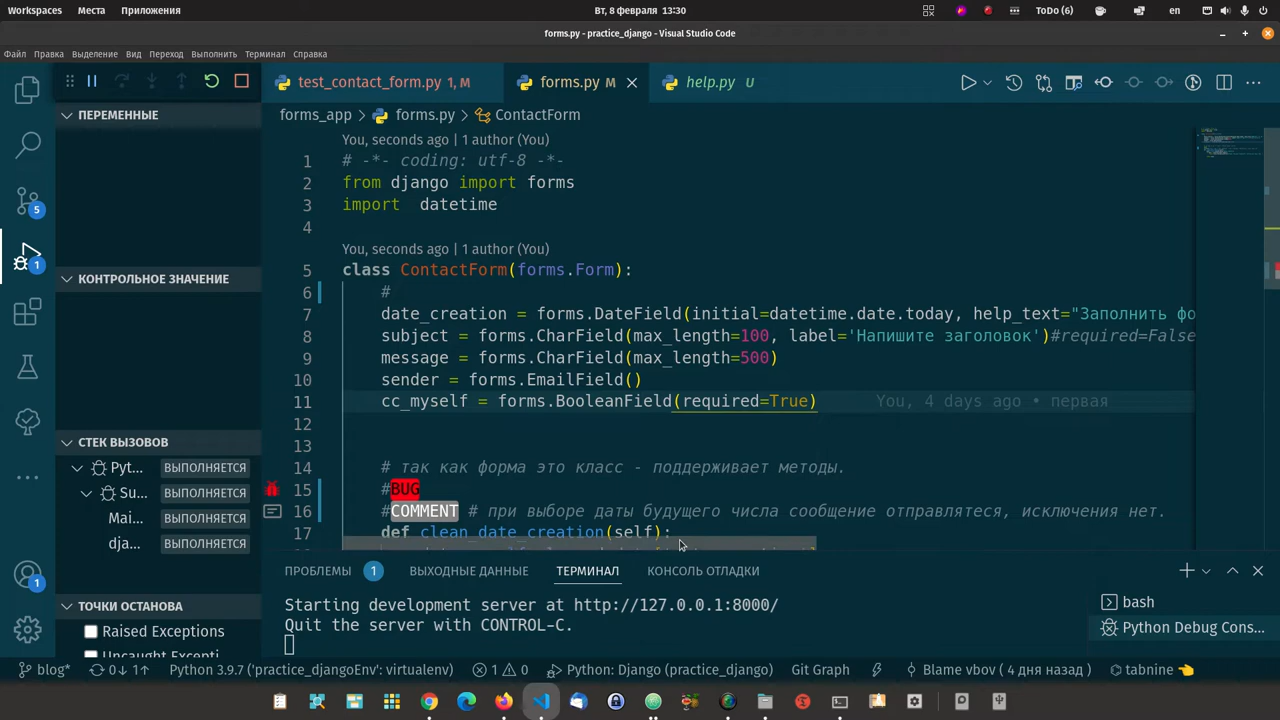 Workspaces Места Приложения Вт, 8 февраля 13:30 ToDo (6) en
forms.py - practice_django - Visual Studio Code
Файл Правка Выделение Вид Переход Выполнить Терминал Справка
test_contact_form.py 1, M forms.py M help.py U
ПЕРЕМЕННЫЕ
forms_app > forms.py > ContactForm
You, seconds ago | 1 author (You)
1 # -*- coding: utf-8 -*-
2 from django import forms
3 import datetime
4
You, seconds ago | 1 author (You)
5 class ContactForm(forms.Form):
6 #
7 date_creation = forms.DateField(initial=datetime.date.today, help_text="Заполнить фо
8 subject = forms.CharField(max_length=100, label='Напишите заголовок')#required=False
9 message = forms.CharField(max_length=500)
10 sender = forms.EmailField()
11 cc_myself = forms.BooleanField(required=True) You, 4 days ago • первая
12
13
14 # так как форма это класс - поддерживает методы.
15 #BUG
16 #COMMENT # при выборе даты будущего числа сообщение отправлятеся, исключения нет.
17 def clean_date_creation(self):
5
1
КОНТРОЛЬНОЕ ЗНАЧЕНИЕ
СТЕК ВЫЗОВОВ
Pyt... ВЫПОЛНЯЕТСЯ
Su... ВЫПОЛНЯЕТСЯ
Mai... ВЫПОЛНЯЕТСЯ
dja... ВЫПОЛНЯЕТСЯ
1
ТОЧКИ ОСТАНОВА
Raised Exceptions
ПРОБЛЕМЫ 1 ВЫХОДНЫЕ ДАННЫЕ ТЕРМИНАЛ КОНСОЛЬ ОТЛАДКИ
Starting development server at http://127.0.0.1:8000/
Quit the server with CONTROL-C.
bash
Python Debug Cons...
blog* 0↓ 1↑ Python 3.9.7 ('practice_djangoEnv': virtualenv) 1 0 Python: Django (practice_django) Git Graph Blame vbov ( 4 дня назад ) tabnine